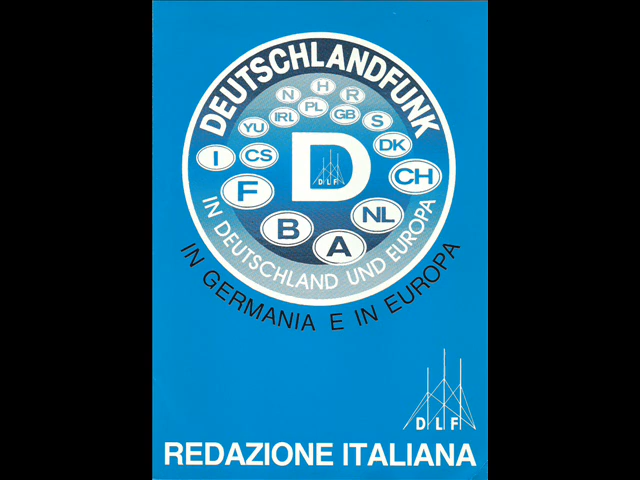 DEUTSCHLANDFUNK
N H R
YU IRL PL GB S
I CS D DK
DLF
F CH
B NL
A
IN DEUTSCHLAND UND EUROPA
IN GERMANIA E IN EUROPA
DLF
REDAZIONE ITALIANA